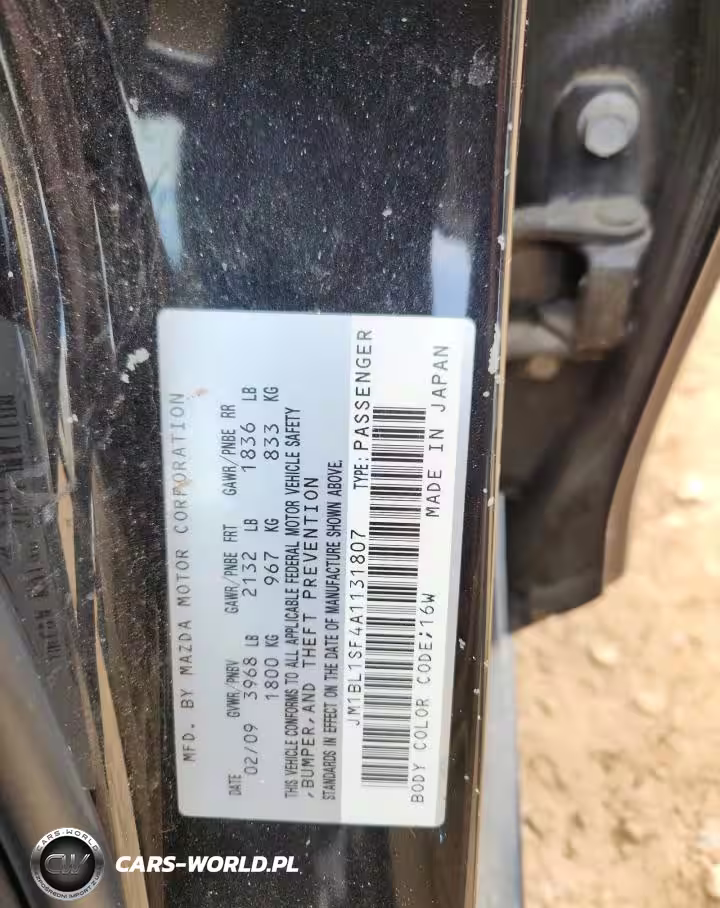 MFD. BY MAZDA MOTOR CORPORATION
DATE GVWR/PNBV GAWR/PNBE FRT GAWR/PNBE RR
02/09 3968 LB 2132 LB 1836 LB
1800 KG 967 KG 833 KG
THIS VEHICLE CONFORMS TO ALL APPLICABLE FEDERAL MOTOR VEHICLE SAFETY
,BUMPER,AND THEFT PREVENTION
STANDARDS IN EFFECT ON THE DATE OF MANUFACTURE SHOWN ABOVE.
JM1BL1SF4A1131807 TYPE: PASSENGER
BODY COLOR CODE;16W MADE IN JAPAN
CARS-WORLD
CW
CARS-WORLD.PL